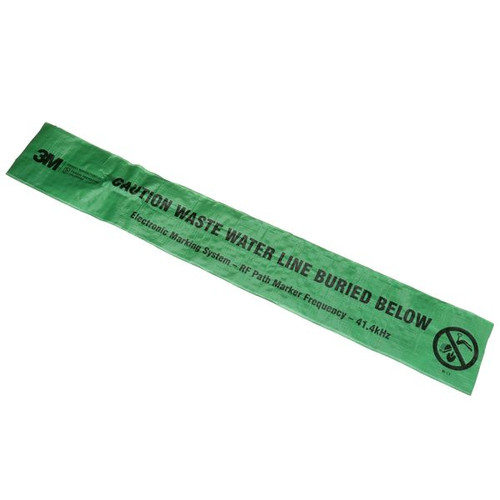 3M
CAUTION WASTE WATER LINE BURIED BELOW
Electronic Marking System – RF Path Marker Frequency – 41.4kHz